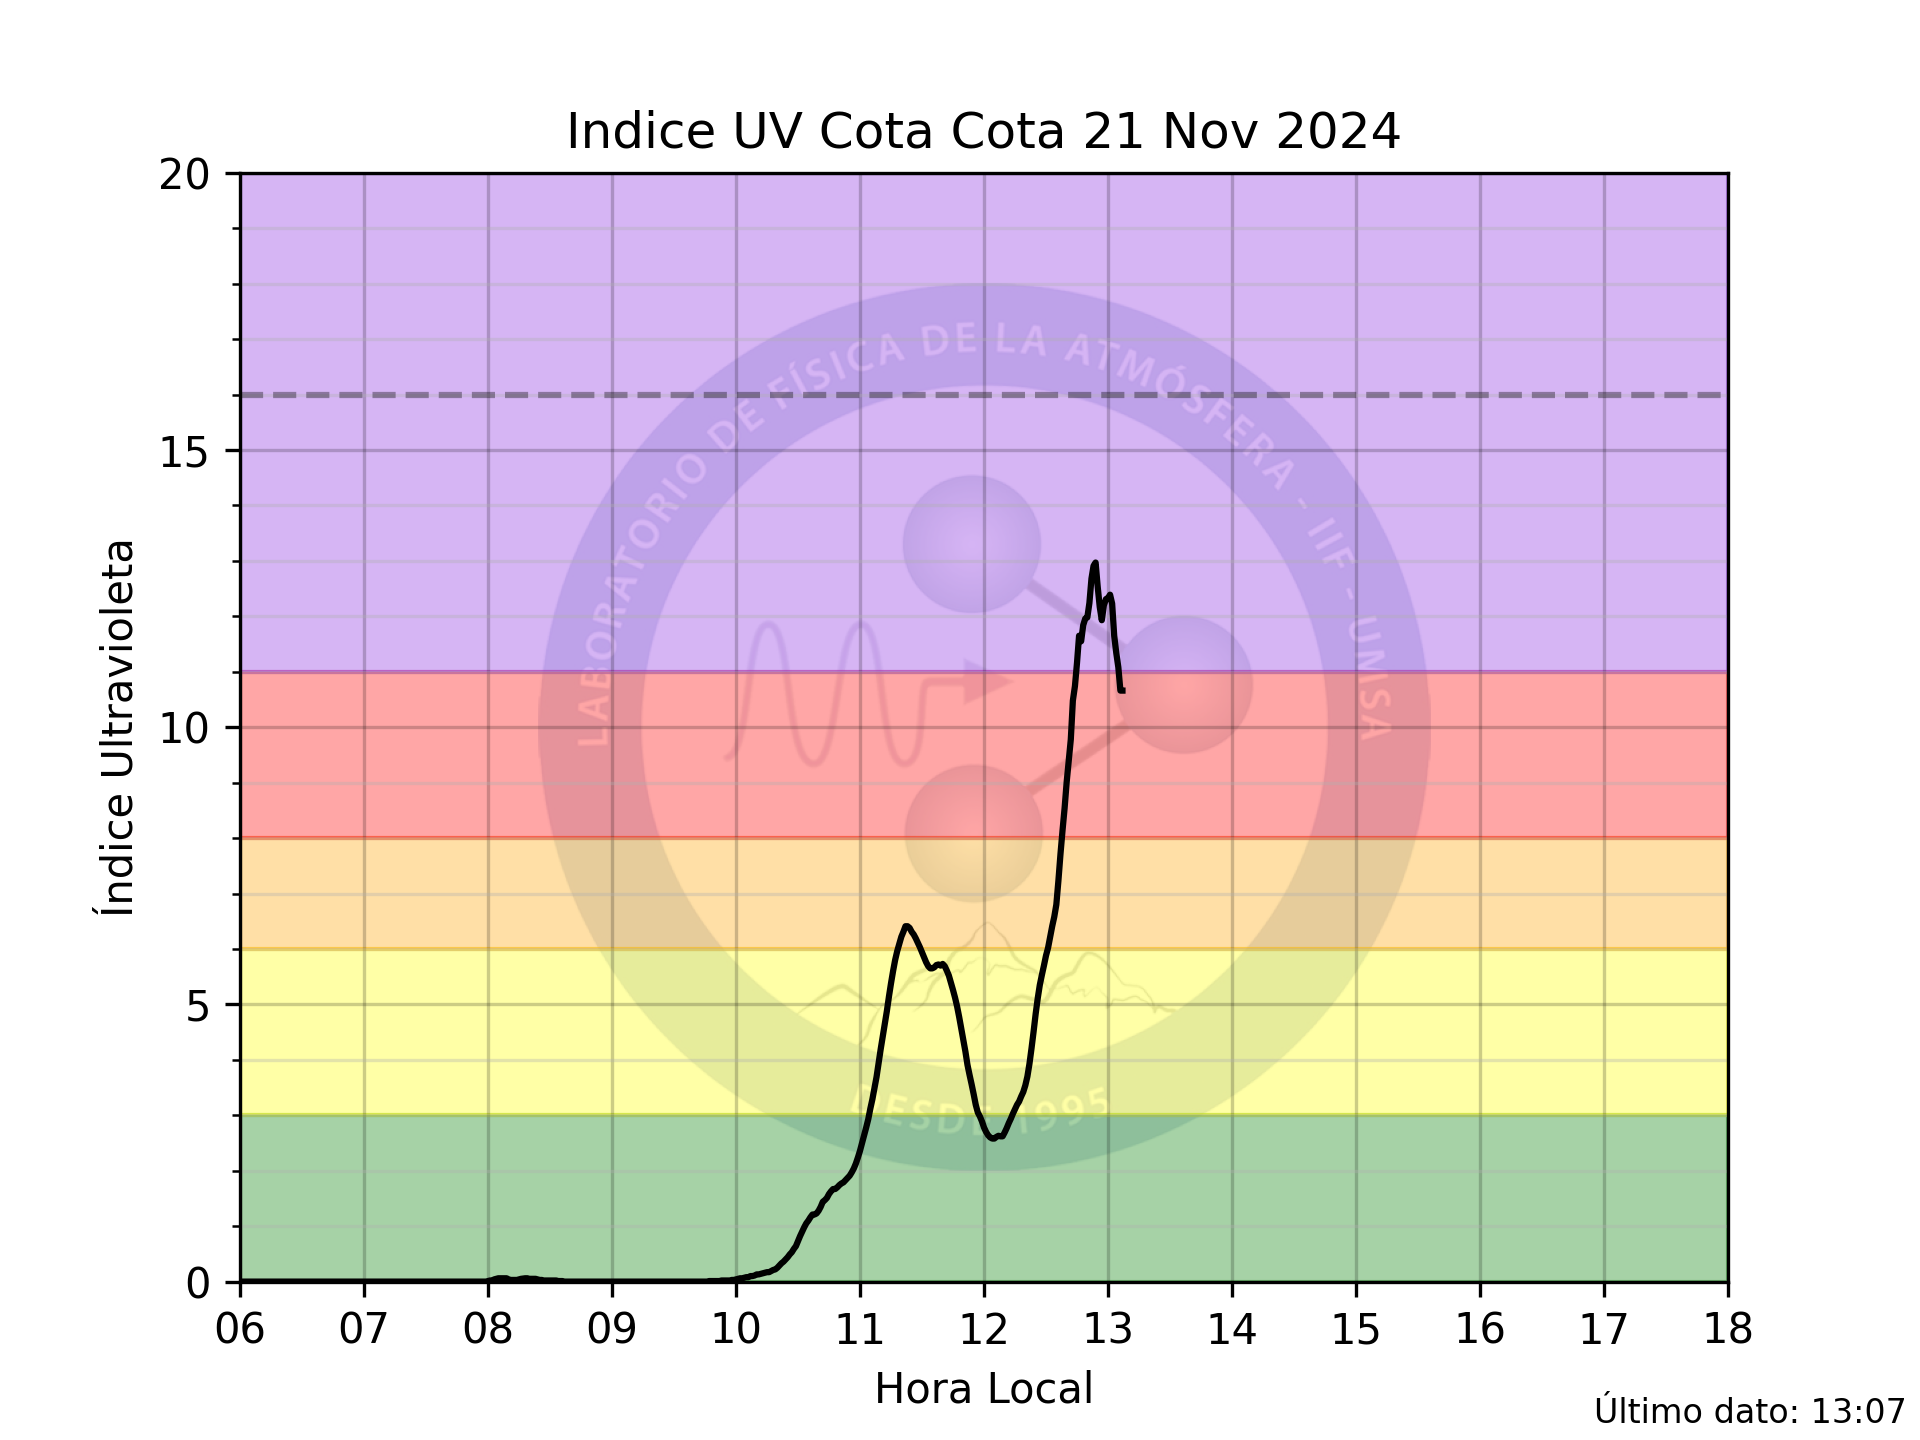 Indice UV Cota Cota 21 Nov 2024
20
15
10
5
0
Índice Ultravioleta
LABORATORIO DE FÍSICA DE LA ATMÓSFERA - IIF - UMSA
DESDE 1995
06 07 08 09 10 11 12 13 14 15 16 17 18
Hora Local
Último dato: 13:07